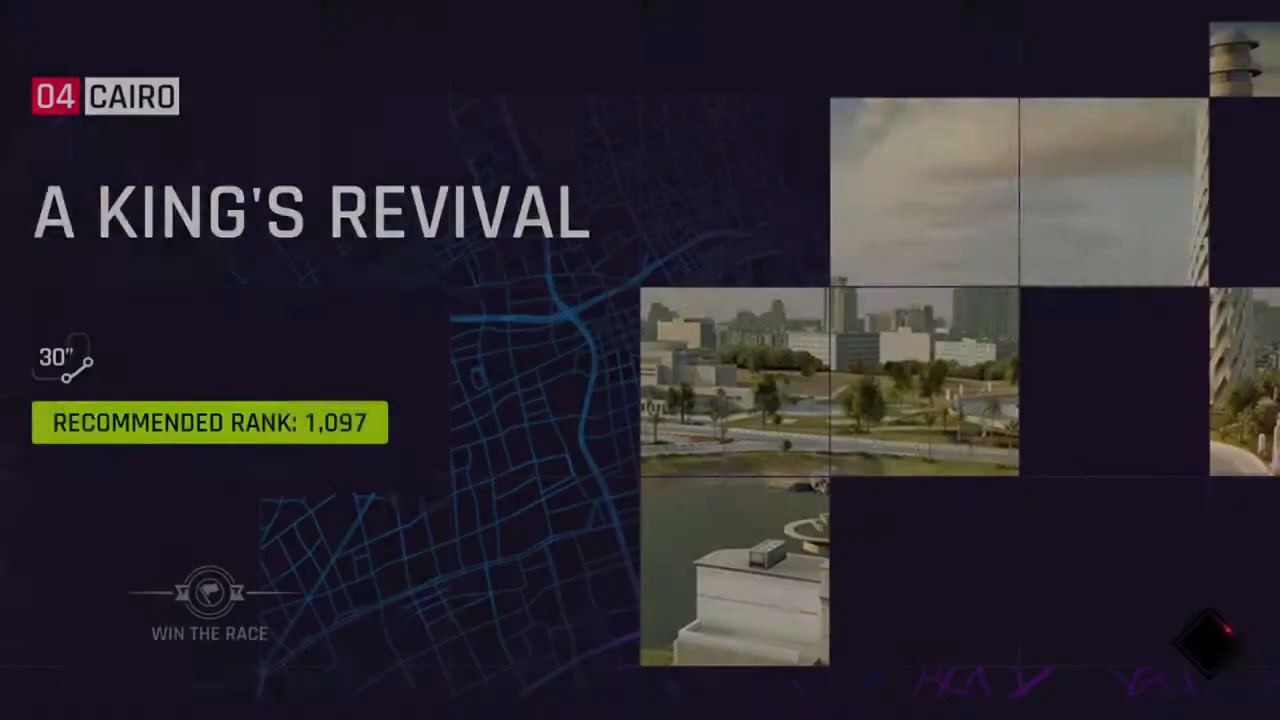 04 CAIRO
A KING'S REVIVAL
30"
RECOMMENDED RANK: 1,097
WIN THE RACE